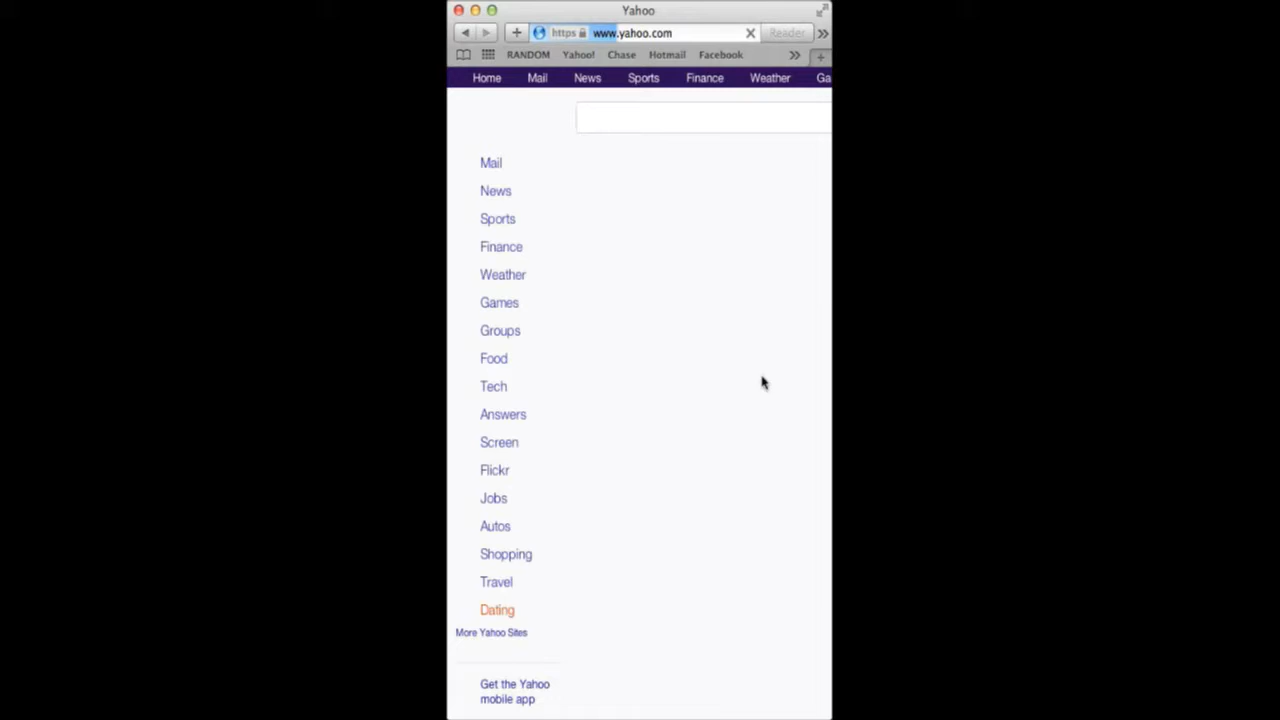 Yahoo
https www.yahoo.com Reader
RANDOM Yahoo! Chase Hotmail Facebook
Home Mail News Sports Finance Weather Ga
Mail
News
Sports
Finance
Weather
Games
Groups
Food
Tech
Answers
Screen
Flickr
Jobs
Autos
Shopping
Travel
Dating
More Yahoo Sites
Get the Yahoo
mobile app